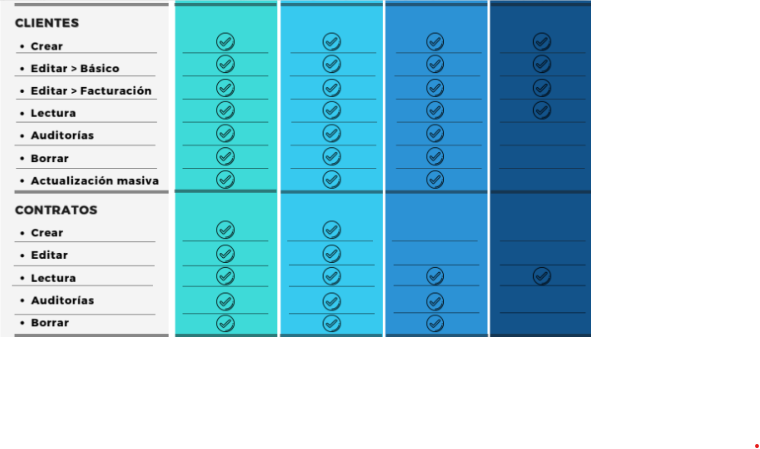 CLIENTES
• Crear
• Editar > Básico
• Editar > Facturación
• Lectura
• Auditorías
• Borrar
• Actualización masiva
CONTRATOS
• Crear
• Editar
• Lectura
• Auditorías
• Borrar